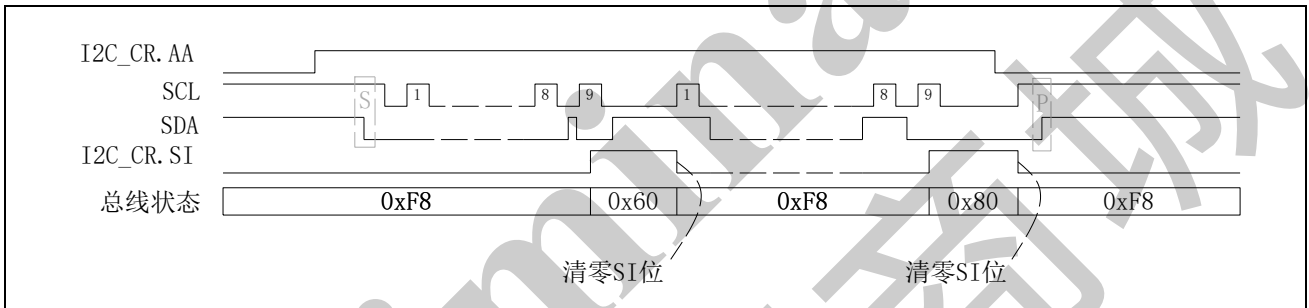 I2C_CR.AA
SCL S 1 8 9 1 8 9 P
SDA
I2C_CR.SI
总线状态 0xF8 0x60 0xF8 0x80 0xF8
清零SI位 清零SI位